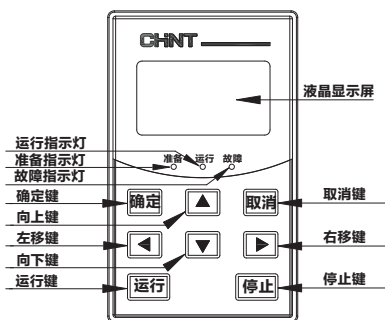 CHNT
液晶显示屏
运行指示灯
准备指示灯
故障指示灯
准备 运行 故障
确定键
确定
取消
取消键
向上键
左移键
右移键
向下键
运行键
运行
停止
停止键